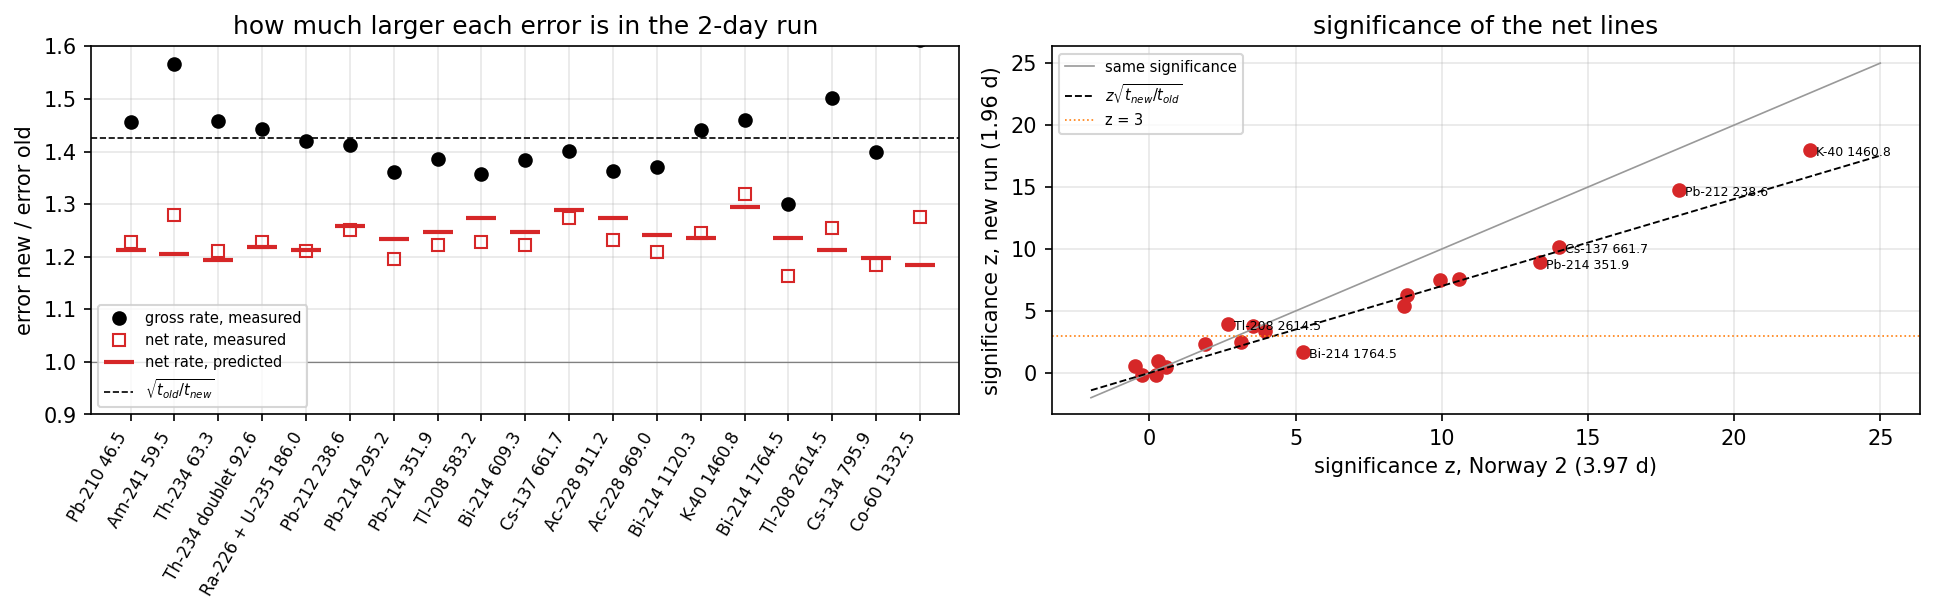 how much larger each error is in the 2-day run
error new / error old
1.6
1.5
1.4
1.3
1.2
1.1
1.0
0.9
gross rate, measured
net rate, measured
net rate, predicted
√t_old/t_new
Pb-210 46.5
Am-241 59.5
Th-234 63.3
Th-234 doublet 92.6
Ra-226 + U-235 186.0
Pb-212 238.6
Pb-214 295.2
Pb-214 351.9
Tl-208 583.2
Bi-214 609.3
Cs-137 661.7
Ac-228 911.2
Ac-228 969.0
Bi-214 1120.3
K-40 1460.8
Bi-214 1764.5
Tl-208 2614.5
Cs-134 795.9
Co-60 1332.5
significance of the net lines
significance z, new run (1.96 d)
25
20
15
10
5
0
same significance
z√t_new/t_old
z = 3
K-40 1460.8
Pb-212 238.6
Cs-137 661.7
Pb-214 351.9
Tl-208 2614.5
Bi-214 1764.5
0
5
10
15
20
25
significance z, Norway 2 (3.97 d)